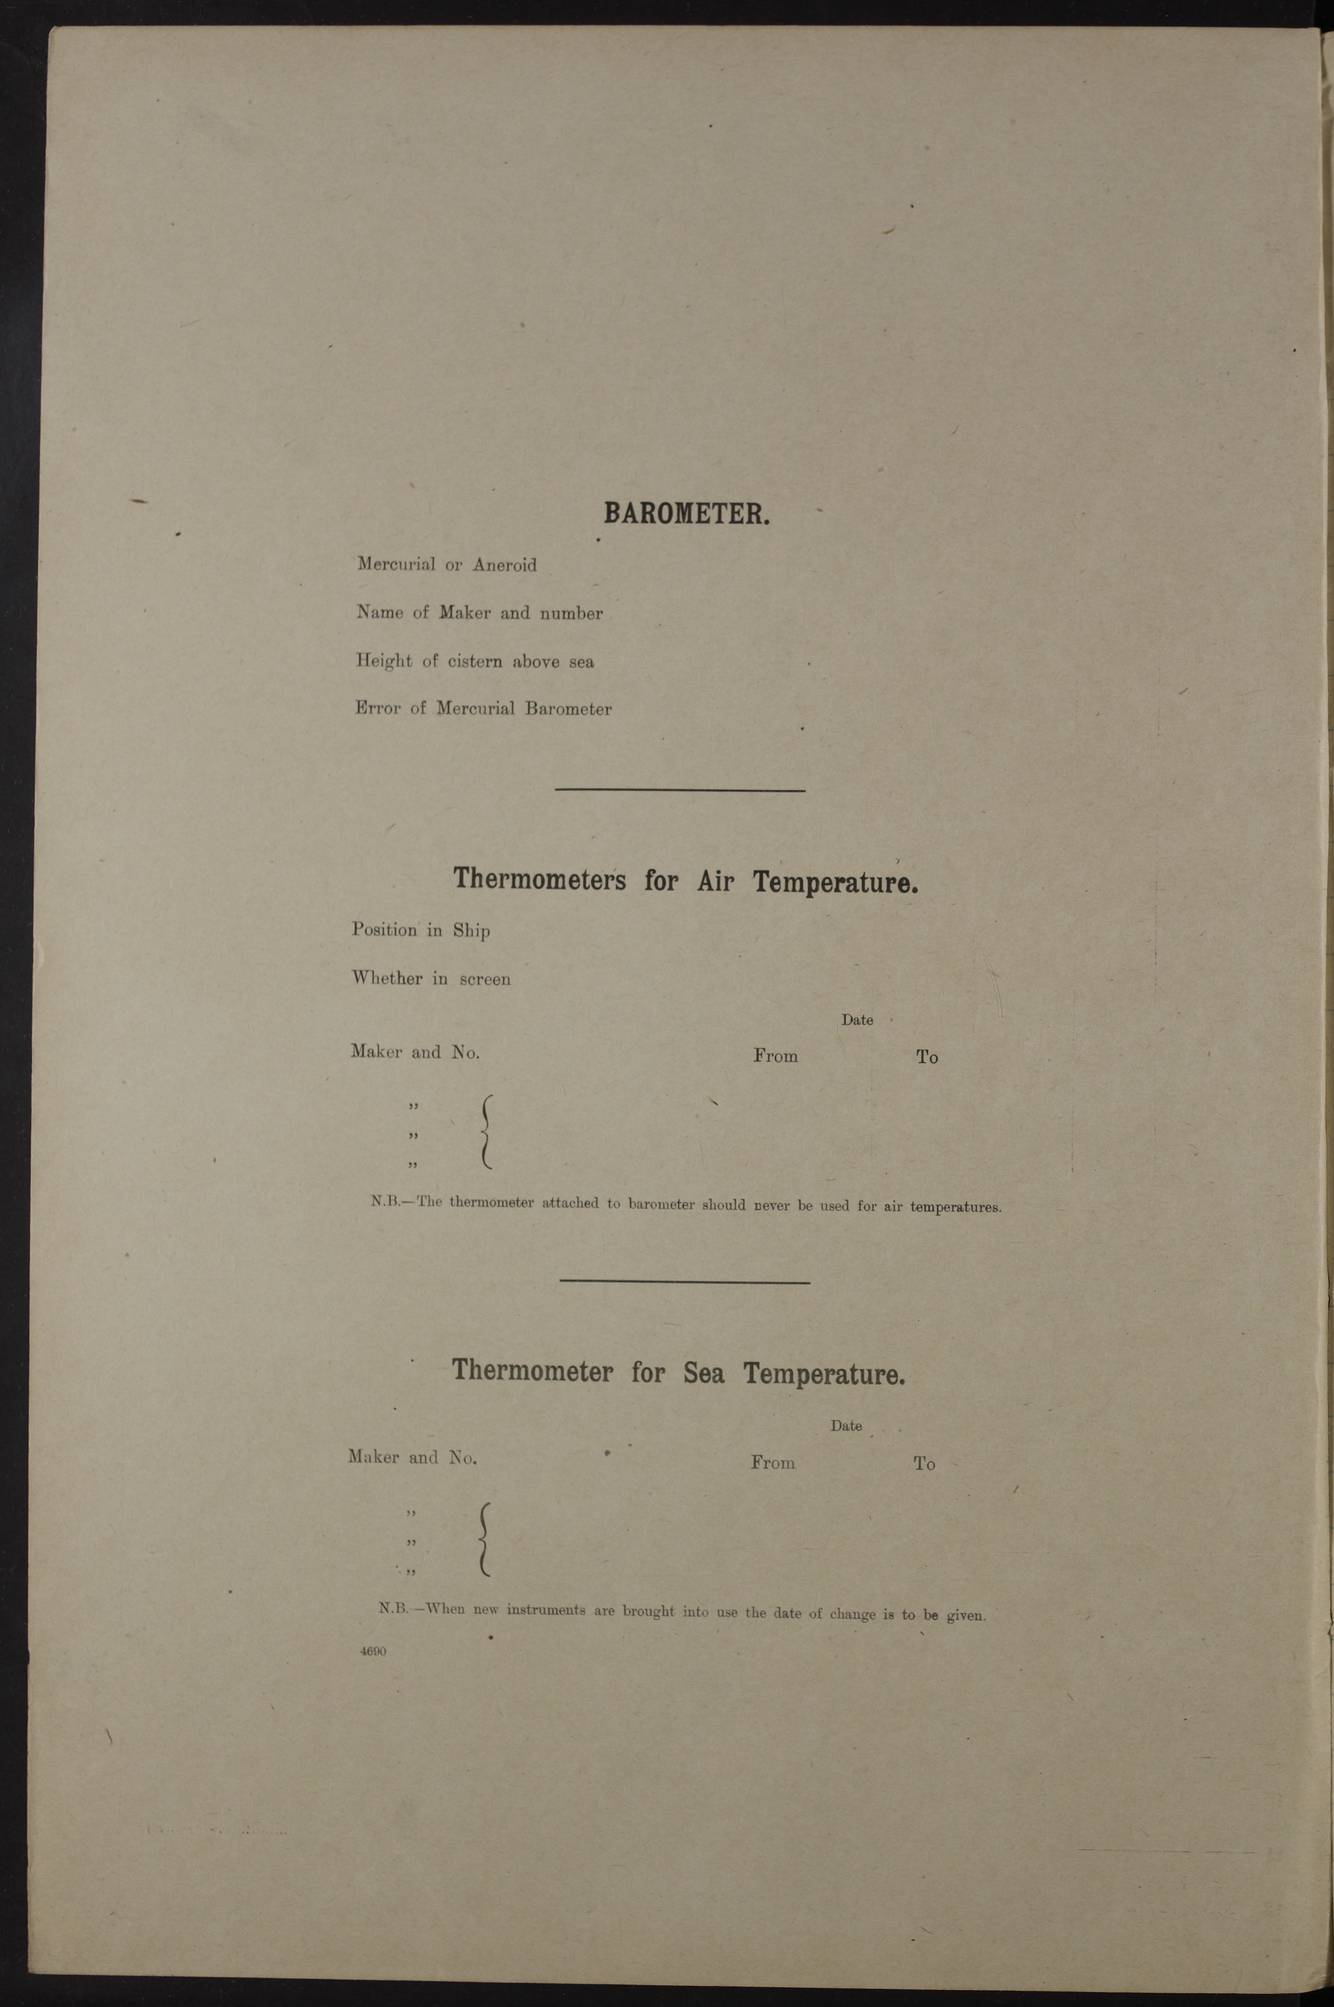 BAROMETER.
Mercurial or Aneroid
Name of Maker and number
Height of cistern above sea
Error of Mercurial Barometer
Thermometers for Air Temperature.
Position in Ship
Whether in screen
Date
Maker and No. From To
„ {
„
„
N.B.—The thermometer attached to barometer should never be used for air temperatures.
Thermometer for Sea Temperature.
Date
Maker and No. From To
„ {
„
„
N.B.—When new instruments are brought into use the date of change is to be given.
4690